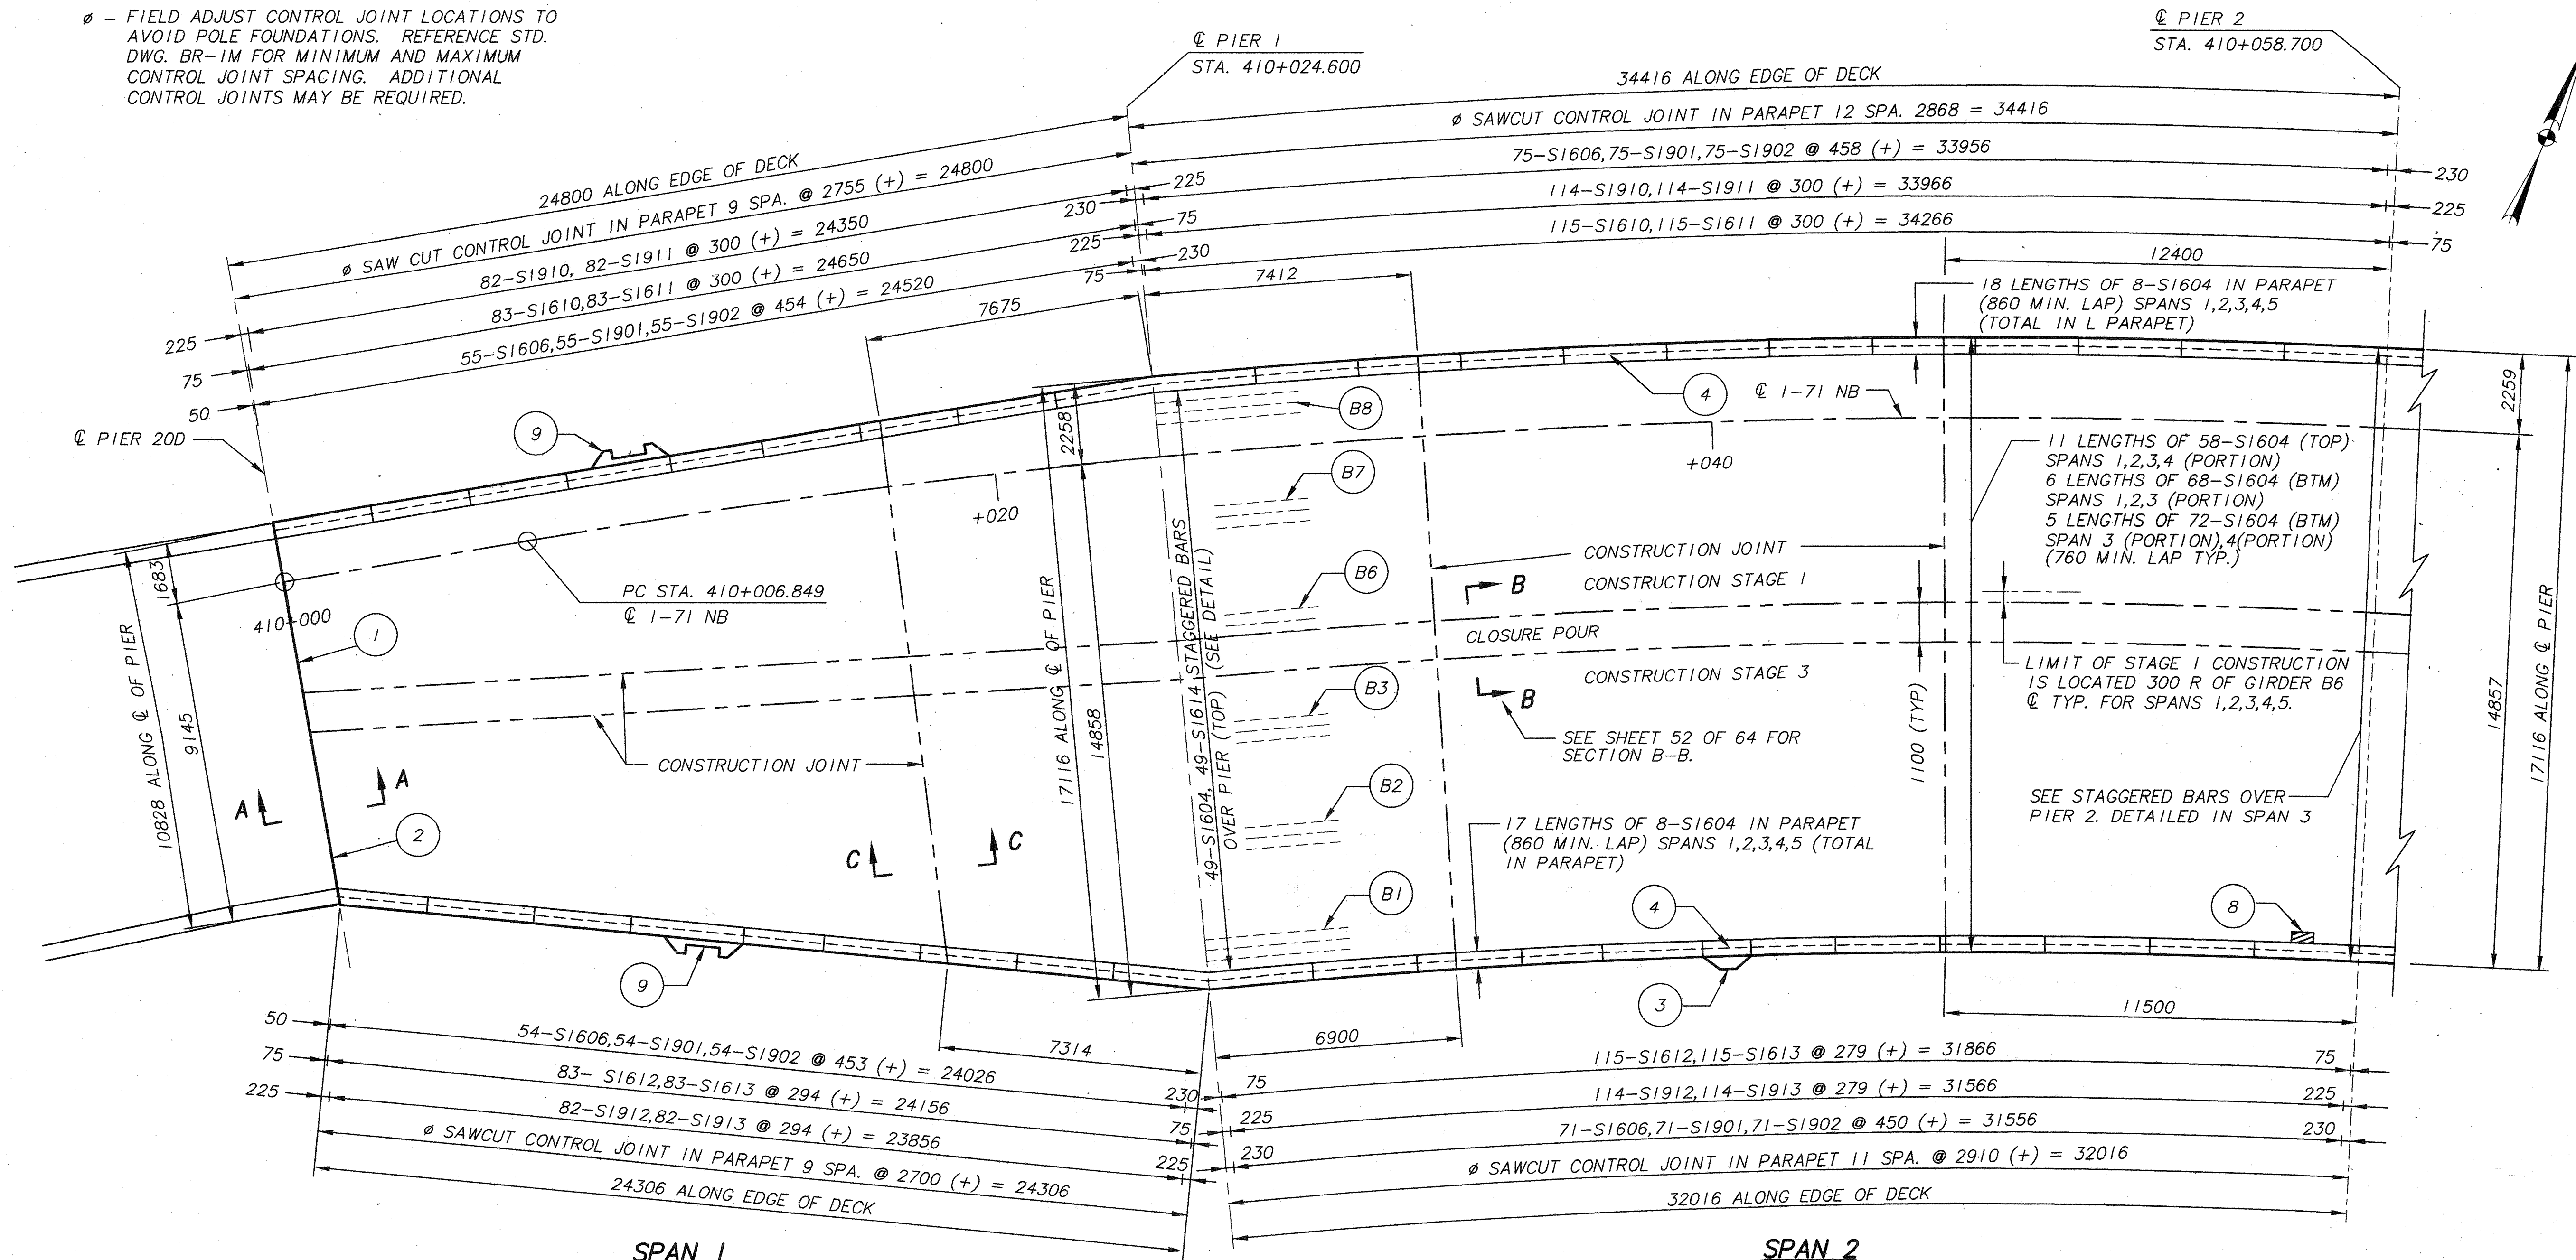 ø - FIELD ADJUST CONTROL JOINT LOCATIONS TO
AVOID POLE FOUNDATIONS. REFERENCE STD.
DWG. BR-1M FOR MINIMUM AND MAXIMUM
CONTROL JOINT SPACING. ADDITIONAL
CONTROL JOINTS MAY BE REQUIRED.
℄ PIER 1
STA. 410+024.600
℄ PIER 2
STA. 410+058.700
34416 ALONG EDGE OF DECK
ø SAWCUT CONTROL JOINT IN PARAPET 12 SPA. 2868 = 34416
75-S1606,75-S1901,75-S1902 @ 458 (+) = 33956
114-S1910,114-S1911 @ 300 (+) = 33966
115-S1610,115-S1611 @ 300 (+) = 34266
230
225
75
225
75
230
12400
7412
24800 ALONG EDGE OF DECK
ø SAW CUT CONTROL JOINT IN PARAPET 9 SPA. @ 2755 (+) = 24800
82-S1910, 82-S1911 @ 300 (+) = 24350
83-S1610,83-S1611 @ 300 (+) = 24650
55-S1606,55-S1901,55-S1902 @ 454 (+) = 24520
230
225
75
7675
225
75
50
℄ PIER 20D
18 LENGTHS OF 8-S1604 IN PARAPET
(860 MIN. LAP) SPANS 1,2,3,4,5
(TOTAL IN L PARAPET)
9
4
B8
℄ I-71 NB
2258
2259
B7
+020
+040
11 LENGTHS OF 58-S1604 (TOP)
SPANS 1,2,3,4 (PORTION)
6 LENGTHS OF 68-S1604 (BTM)
SPANS 1,2,3 (PORTION)
5 LENGTHS OF 72-S1604 (BTM)
SPAN 3 (PORTION),4(PORTION)
(760 MIN. LAP TYP.)
1683
410+000
PC STA. 410+006.849
℄ I-71 NB
1
B6
CONSTRUCTION JOINT
CONSTRUCTION STAGE 1
B
CLOSURE POUR
CONSTRUCTION STAGE 3
B
B3
LIMIT OF STAGE 1 CONSTRUCTION
IS LOCATED 300 R OF GIRDER B6
℄ TYP. FOR SPANS 1,2,3,4,5.
10828 ALONG ℄ OF PIER
9145
17116 ALONG ℄ OF PIER
14858
49-S1604, 49-S1614 STAGGERED BARS
OVER PIER (TOP) (SEE DETAIL)
1100 (TYP)
14857
17116 ALONG ℄ PIER
SEE SHEET 52 OF 64 FOR
SECTION B-B.
CONSTRUCTION JOINT
A
A
B2
SEE STAGGERED BARS OVER
PIER 2. DETAILED IN SPAN 3
2
C
C
17 LENGTHS OF 8-S1604 IN PARAPET
(860 MIN. LAP) SPANS 1,2,3,4,5 (TOTAL
IN PARAPET)
B1
4
8
9
3
50
75
225
54-S1606,54-S1901,54-S1902 @ 453 (+) = 24026
83- S1612,83-S1613 @ 294 (+) = 24156
82-S1912,82-S1913 @ 294 (+) = 23856
ø SAWCUT CONTROL JOINT IN PARAPET 9 SPA. @ 2700 (+) = 24306
24306 ALONG EDGE OF DECK
7314
230
75
225
6900
11500
75
225
230
115-S1612,115-S1613 @ 279 (+) = 31866
114-S1912,114-S1913 @ 279 (+) = 31566
71-S1606,71-S1901,71-S1902 @ 450 (+) = 31556
ø SAWCUT CONTROL JOINT IN PARAPET 11 SPA. @ 2910 (+) = 32016
32016 ALONG EDGE OF DECK
75
225
230
SPAN 1
SPAN 2